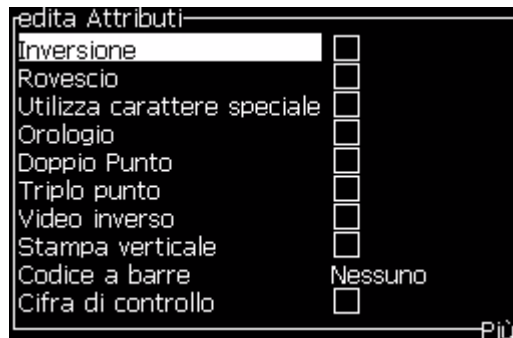 edita Attributi
Inversione
Rovescio
Utilizza carattere speciale
Orologio
Doppio Punto
Triplo punto
Video inverso
Stampa verticale
Codice a barre Nessuno
Cifra di controllo
Più